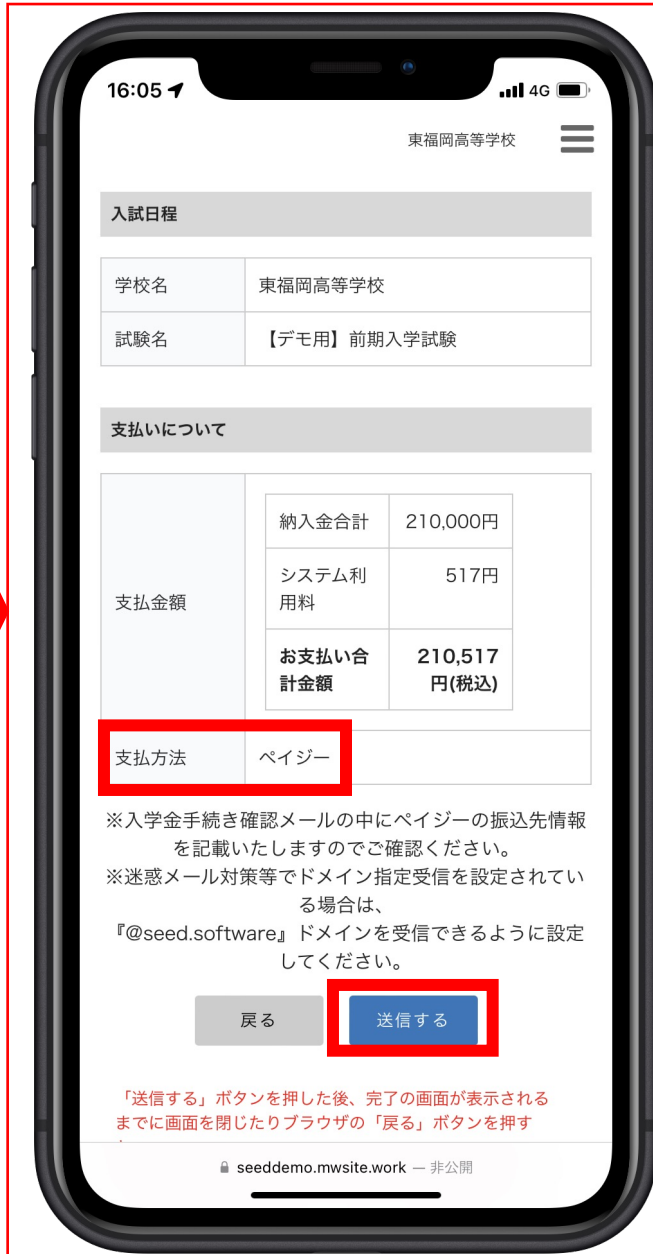 16:05
4G
東福岡高等学校
入試日程
学校名
東福岡高等学校
試験名
【デモ用】前期入学試験
支払いについて
支払金額
納入金合計
210,000円
システム利
用料
517円
お支払い合
計金額
210,517
円(税込)
支払方法
ペイジー
※入学金手続き確認メールの中にペイジーの振込先情報
を記載いたしますのでご確認ください。
※迷惑メール対策等でドメイン指定受信を設定されてい
る場合は、
『@seed.software』ドメインを受信できるように設定
してください。
戻る
送信する
「送信する」ボタンを押した後、完了の画面が表示される
までに画面を閉じたりブラウザの「戻る」ボタンを押す
seeddemo.mwsite.work — 非公開